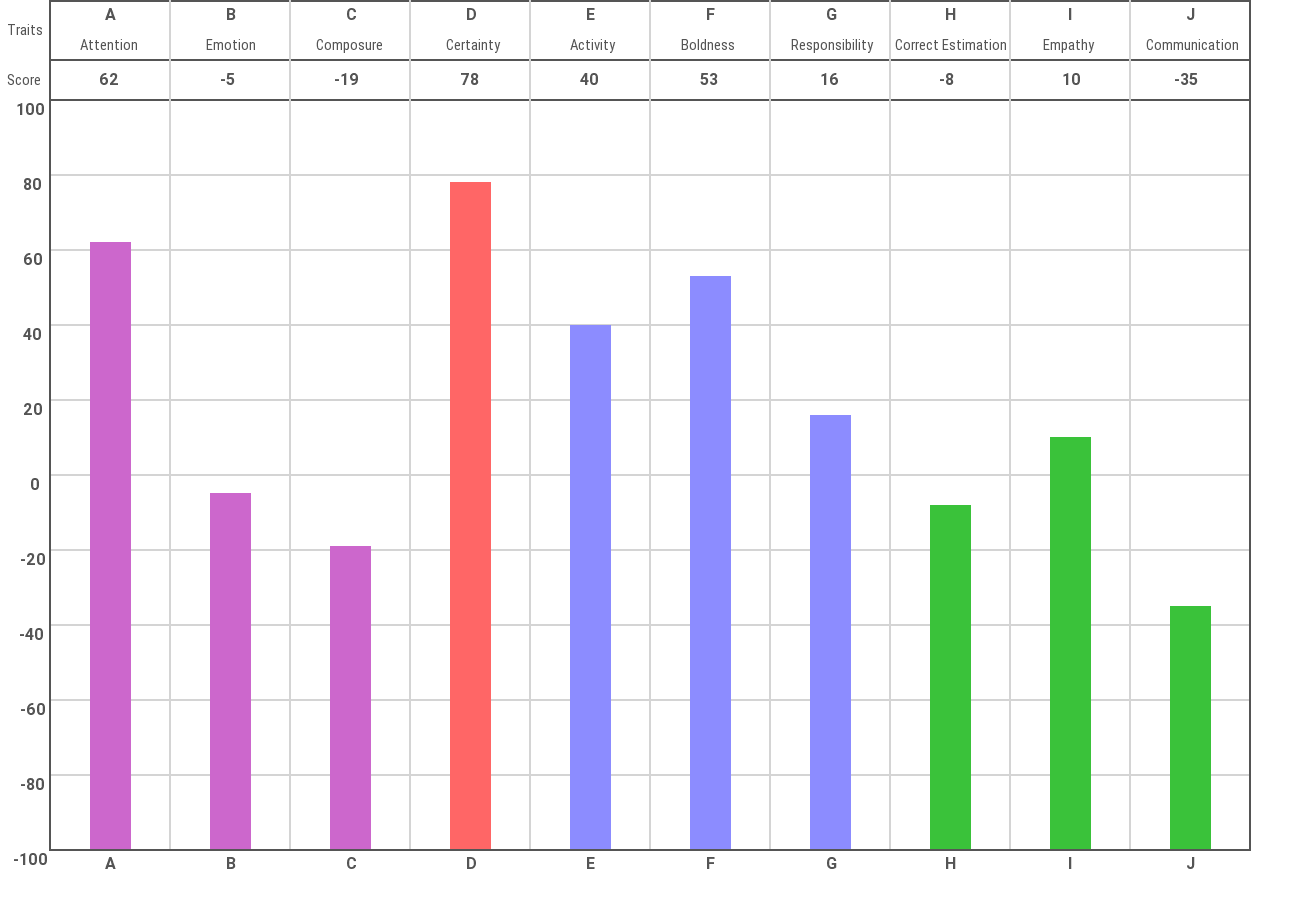 A B C D E F G H I J
Traits
Attention Emotion Composure Certainty Activity Boldness Responsibility Correct Estimation Empathy Communication
Score 62 -5 -19 78 40 53 16 -8 10 -35
100
80
60
40
20
0
-20
-40
-60
-80
-100
A B C D E F G H I J